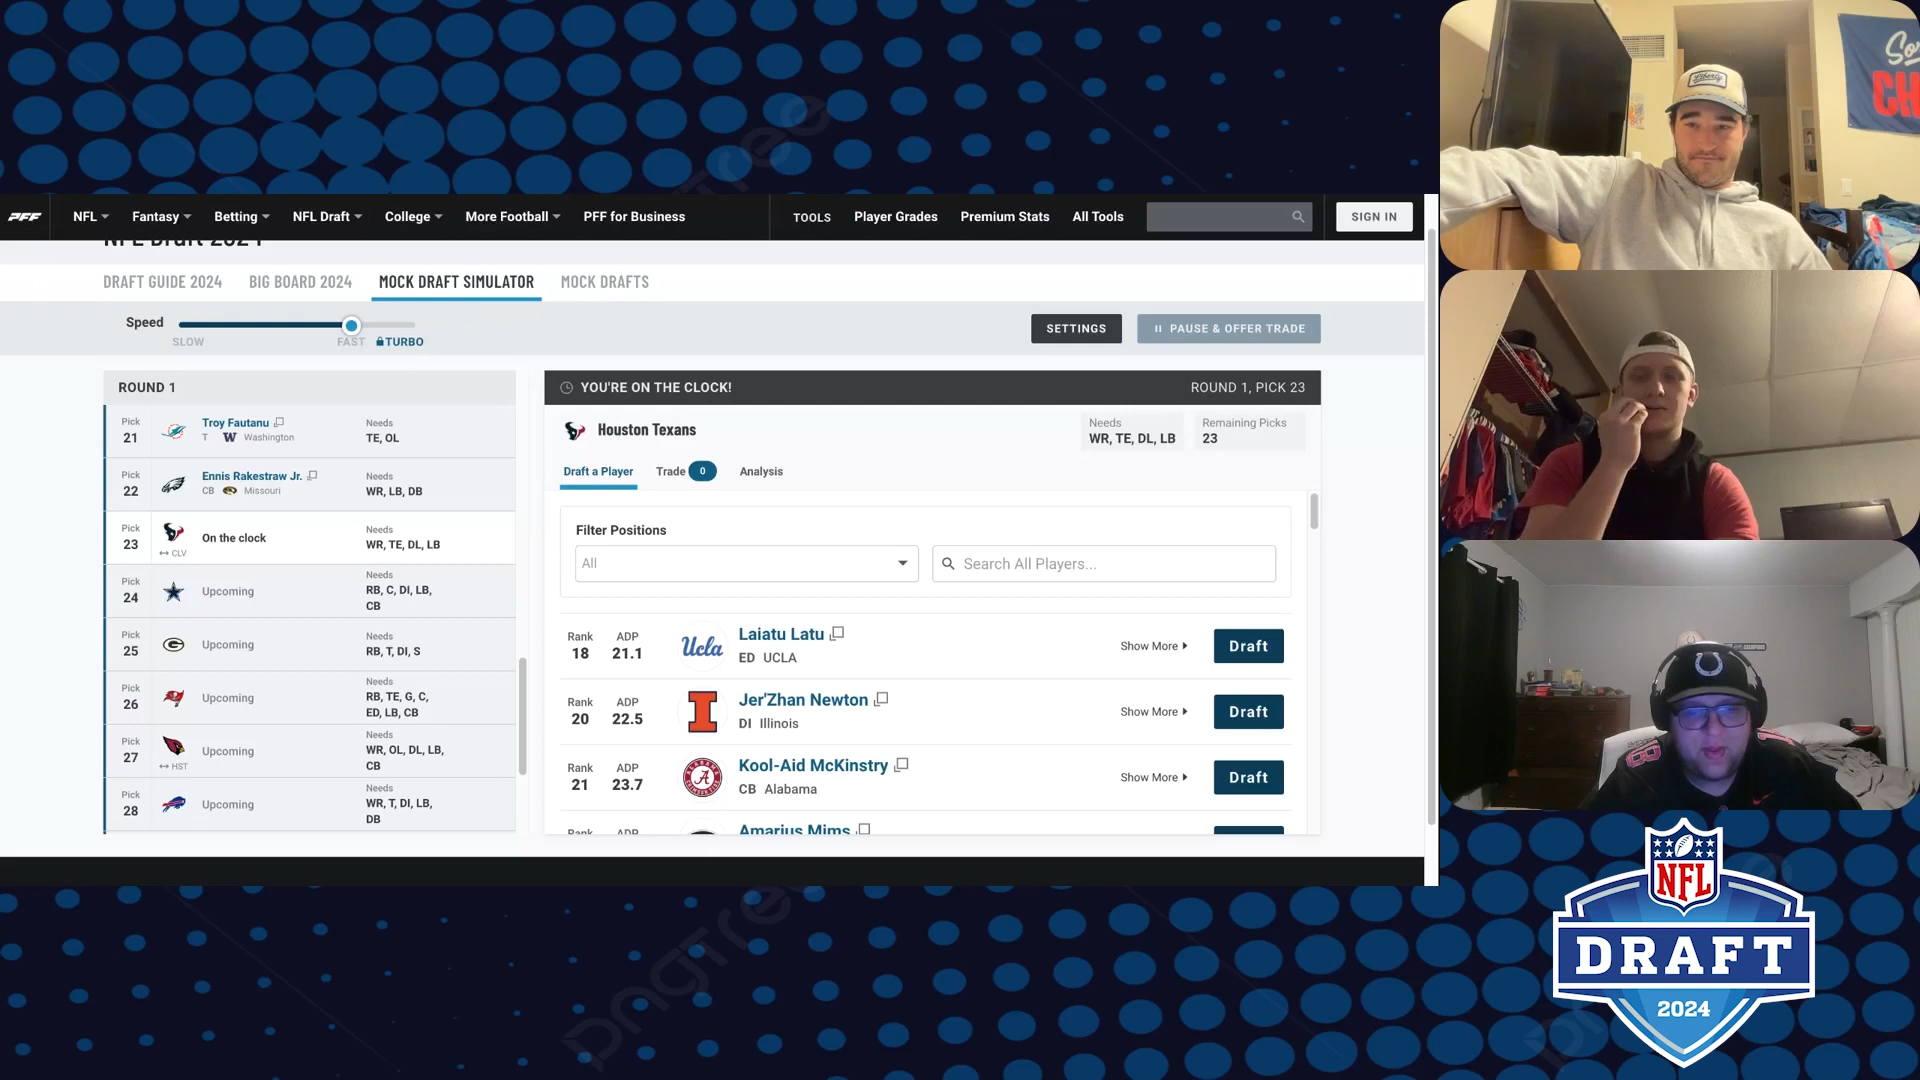 PFF
NFL
Fantasy
Betting
NFL Draft
College
More Football
PFF for Business
TOOLS
Player Grades
Premium Stats
All Tools
SIGN IN
NFL Draft 2024
DRAFT GUIDE 2024
BIG BOARD 2024
MOCK DRAFT SIMULATOR
MOCK DRAFTS
Speed
SLOW
FAST
TURBO
SETTINGS
PAUSE & OFFER TRADE
ROUND 1
Pick
21
Troy Fautanu
T W Washington
Needs
TE, OL
Pick
22
Ennis Rakestraw Jr.
CB Missouri
Needs
WR, LB, DB
Pick
23
CLV
On the clock
Needs
WR, TE, DL, LB
Pick
24
Upcoming
Needs
RB, C, DI, LB,
CB
Pick
25
Upcoming
Needs
RB, T, DI, S
Pick
26
Upcoming
Needs
RB, TE, G, C,
ED, LB, CB
Pick
27
HST
Upcoming
Needs
WR, OL, DL, LB,
CB
Pick
28
Upcoming
Needs
WR, T, DI, LB,
DB
YOU'RE ON THE CLOCK!
ROUND 1, PICK 23
Houston Texans
Needs
WR, TE, DL, LB
Remaining Picks
23
Draft a Player
Trade 0
Analysis
Filter Positions
All
Search All Players...
Rank
18
ADP
21.1
Ucla
Laiatu Latu
ED UCLA
Show More
Draft
Rank
20
ADP
22.5
I
Jer'Zhan Newton
DI Illinois
Show More
Draft
Rank
21
ADP
23.7
Kool-Aid McKinstry
CB Alabama
Show More
Draft
Rank
ADP
Amarius Mims
Liberty
CH
NFL
DRAFT
2024
pngtree